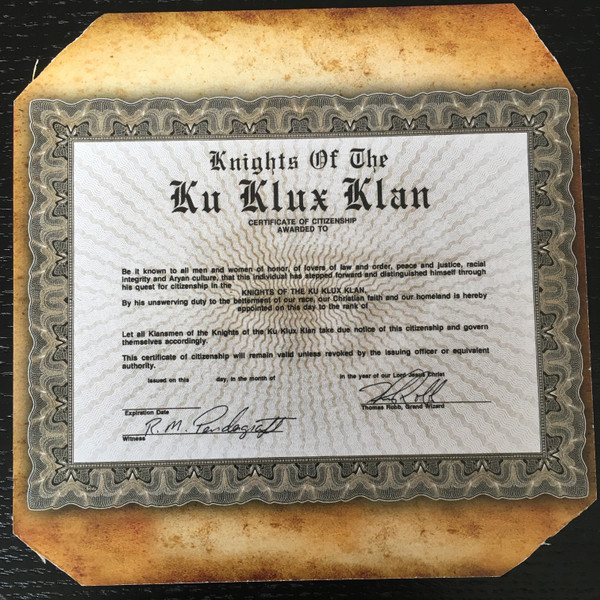 Knights Of The
Ku Klux Klan
CERTIFICATE OF CITIZENSHIP
AWARDED TO
Be it known to all men and women of honor, of lovers of law and order, peace and justice, racial
integrity and Aryan culture, that this individual has stepped forward and distinguished himself through
his quest for citizenship in the KNIGHTS OF THE KU KLUX KLAN.
By his unswerving duty to the betterment of our race, our Christian faith and our homeland is hereby
appointed on this day to the rank of
Let all Klansmen of the Knights of the Ku Klux Klan take due notice of this citizenship and govern
themselves accordingly.
This certificate of citizenship will remain valid unless revoked by the issuing officer or equivalent
authority.
Issued on this day, in the month of in the year of our Lord Jesus Christ
Expiration Date
Thomas Robb, Grand Wizard
R.M. Pendagraft
Witness